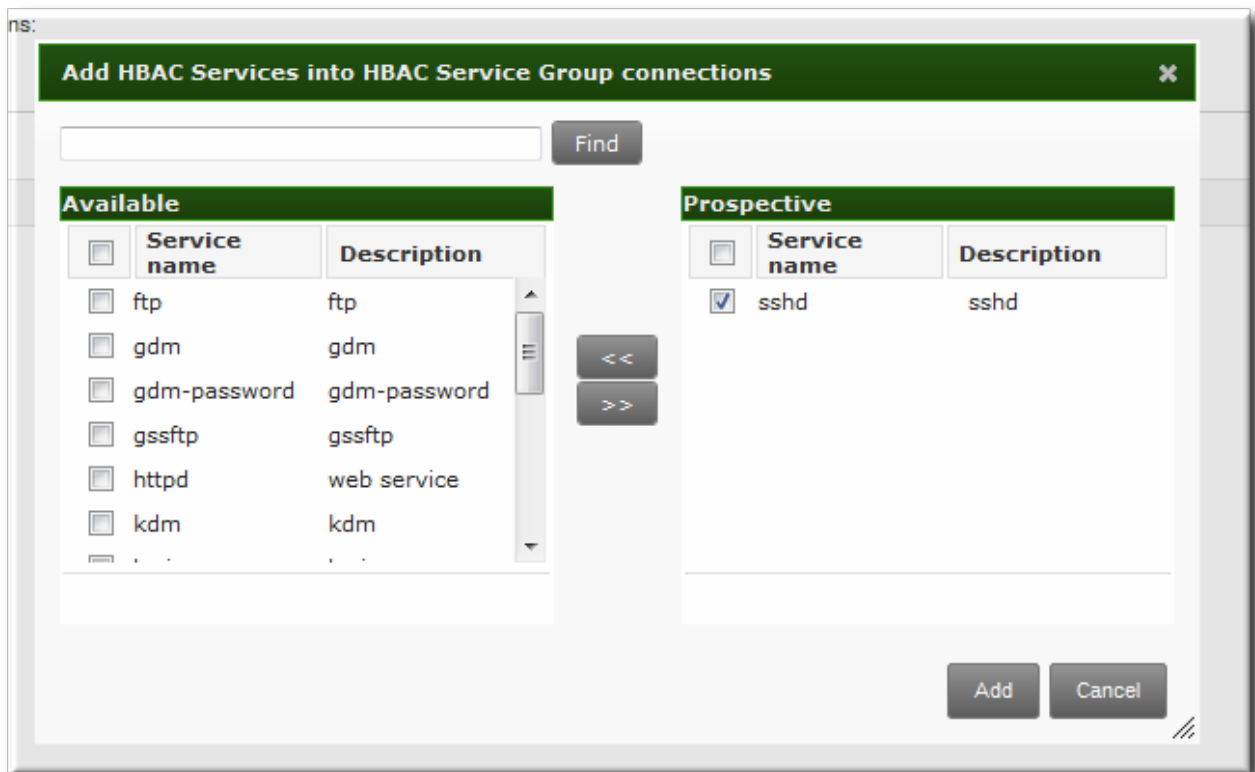 ns:
Add HBAC Services into HBAC Service Group connections
Find
Available
Service name Description
ftp ftp
gdm gdm
gdm-password gdm-password
gssftp gssftp
httpd web service
kdm kdm
<<
>>
Prospective
Service name Description
sshd sshd
Add Cancel